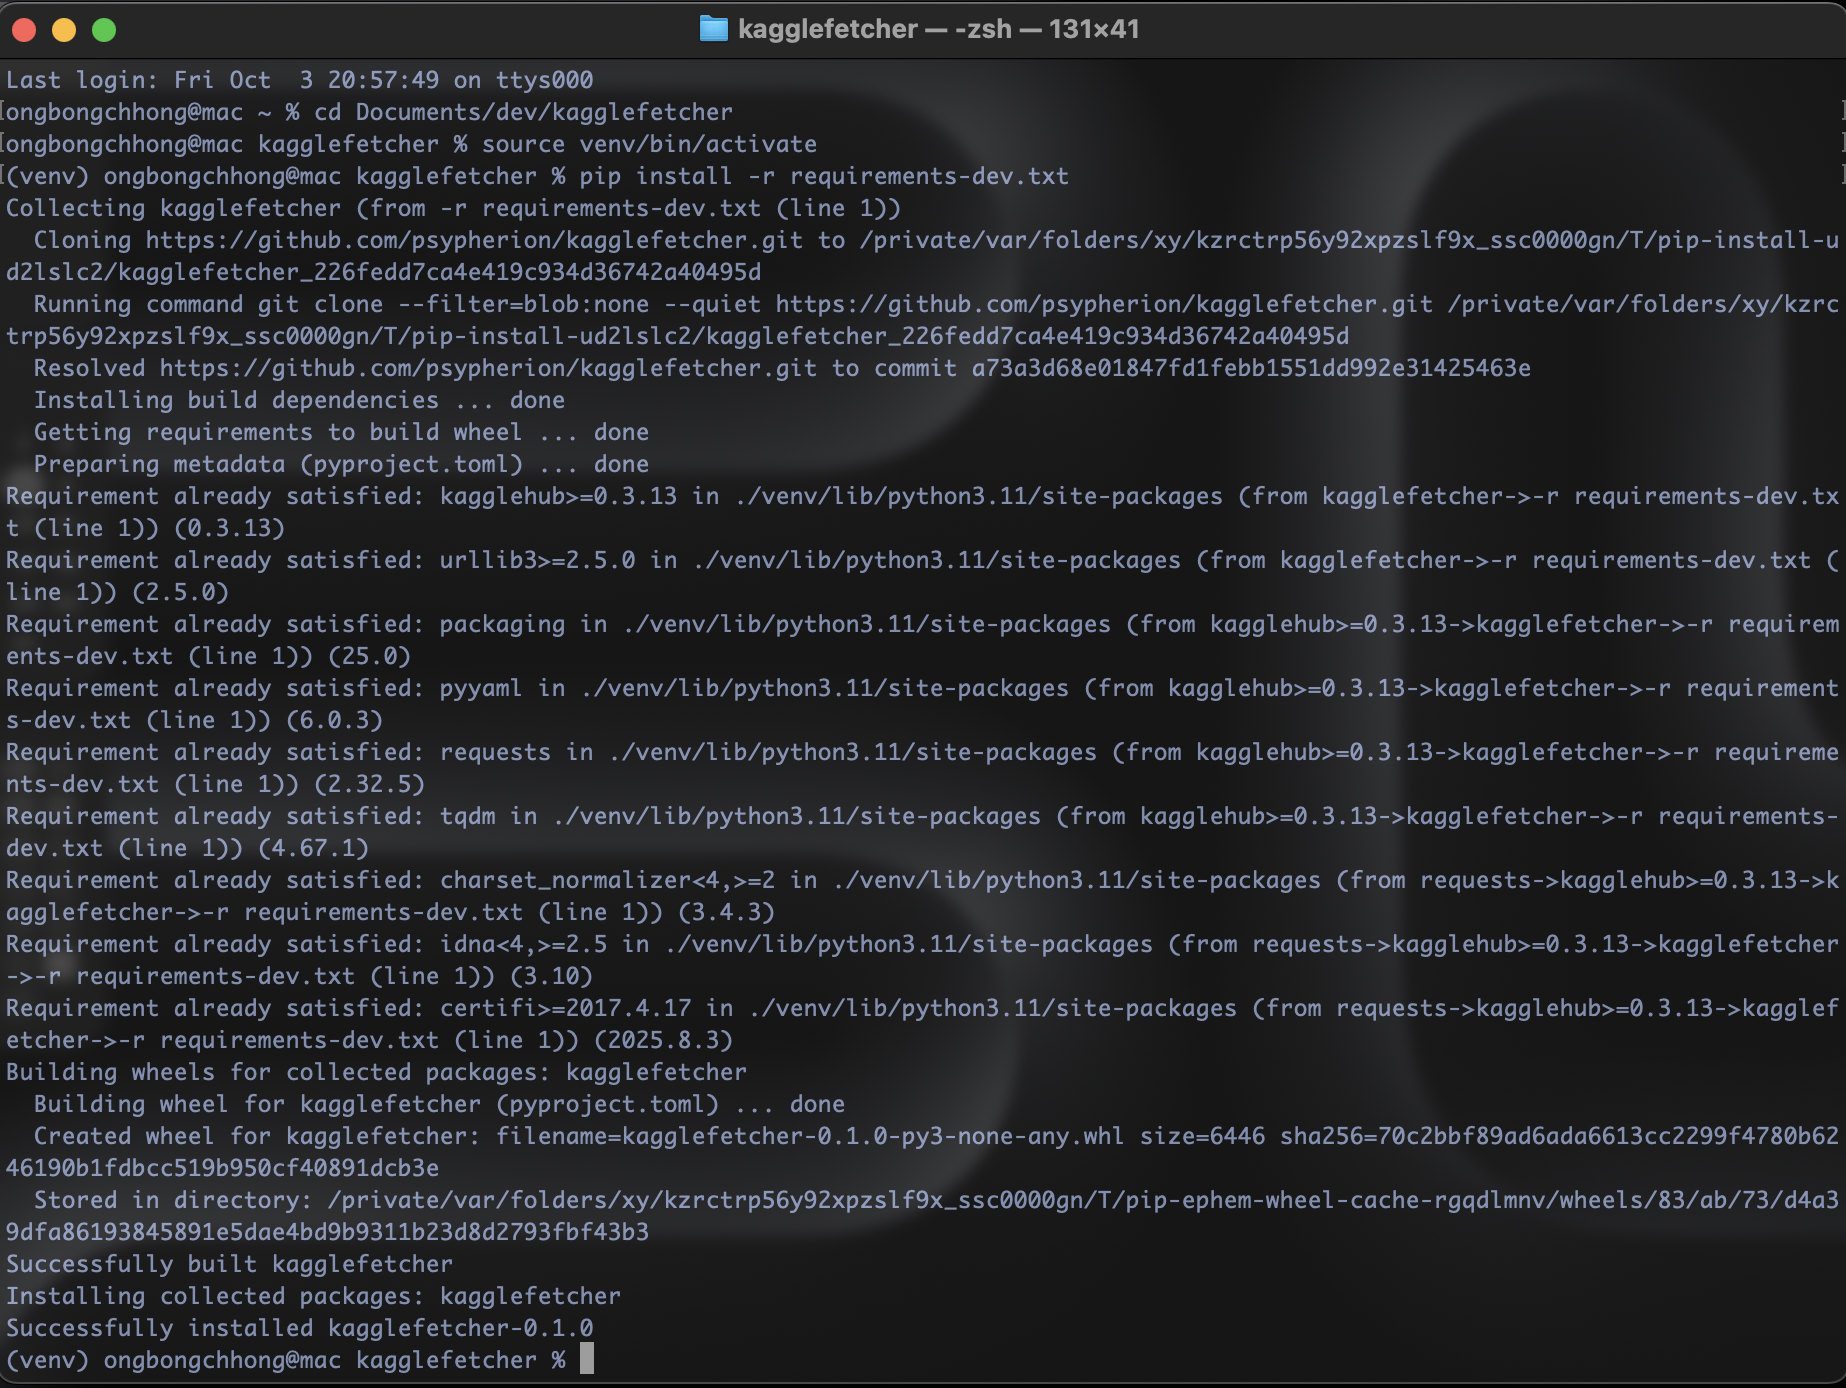 kagglefetcher — -zsh — 131×41
Last login: Fri Oct  3 20:57:49 on ttys000
[ongbongchhong@mac ~ % cd Documents/dev/kagglefetcher ]
[ongbongchhong@mac kagglefetcher % source venv/bin/activate ]
[(venv) ongbongchhong@mac kagglefetcher % pip install -r requirements-dev.txt ]
Collecting kagglefetcher (from -r requirements-dev.txt (line 1))
  Cloning https://github.com/psypherion/kagglefetcher.git to /private/var/folders/xy/kzrctrp56y92xpzslf9x_ssc0000gn/T/pip-install-u
d2lslc2/kagglefetcher_226fedd7ca4e419c934d36742a40495d
  Running command git clone --filter=blob:none --quiet https://github.com/psypherion/kagglefetcher.git /private/var/folders/xy/kzrc
trp56y92xpzslf9x_ssc0000gn/T/pip-install-ud2lslc2/kagglefetcher_226fedd7ca4e419c934d36742a40495d
  Resolved https://github.com/psypherion/kagglefetcher.git to commit a73a3d68e01847fd1febb1551dd992e31425463e
  Installing build dependencies ... done
  Getting requirements to build wheel ... done
  Preparing metadata (pyproject.toml) ... done
Requirement already satisfied: kagglehub>=0.3.13 in ./venv/lib/python3.11/site-packages (from kagglefetcher->-r requirements-dev.tx
t (line 1)) (0.3.13)
Requirement already satisfied: urllib3>=2.5.0 in ./venv/lib/python3.11/site-packages (from kagglefetcher->-r requirements-dev.txt (
line 1)) (2.5.0)
Requirement already satisfied: packaging in ./venv/lib/python3.11/site-packages (from kagglehub>=0.3.13->kagglefetcher->-r requirem
ents-dev.txt (line 1)) (25.0)
Requirement already satisfied: pyyaml in ./venv/lib/python3.11/site-packages (from kagglehub>=0.3.13->kagglefetcher->-r requirement
s-dev.txt (line 1)) (6.0.3)
Requirement already satisfied: requests in ./venv/lib/python3.11/site-packages (from kagglehub>=0.3.13->kagglefetcher->-r requireme
nts-dev.txt (line 1)) (2.32.5)
Requirement already satisfied: tqdm in ./venv/lib/python3.11/site-packages (from kagglehub>=0.3.13->kagglefetcher->-r requirements-
dev.txt (line 1)) (4.67.1)
Requirement already satisfied: charset_normalizer<4,>=2 in ./venv/lib/python3.11/site-packages (from requests->kagglehub>=0.3.13->k
agglefetcher->-r requirements-dev.txt (line 1)) (3.4.3)
Requirement already satisfied: idna<4,>=2.5 in ./venv/lib/python3.11/site-packages (from requests->kagglehub>=0.3.13->kagglefetcher
->-r requirements-dev.txt (line 1)) (3.10)
Requirement already satisfied: certifi>=2017.4.17 in ./venv/lib/python3.11/site-packages (from requests->kagglehub>=0.3.13->kagglef
etcher->-r requirements-dev.txt (line 1)) (2025.8.3)
Building wheels for collected packages: kagglefetcher
  Building wheel for kagglefetcher (pyproject.toml) ... done
  Created wheel for kagglefetcher: filename=kagglefetcher-0.1.0-py3-none-any.whl size=6446 sha256=70c2bbf89ad6ada6613cc2299f4780b62
46190b1fdbcc519b950cf40891dcb3e
  Stored in directory: /private/var/folders/xy/kzrctrp56y92xpzslf9x_ssc0000gn/T/pip-ephem-wheel-cache-rgqdlmnv/wheels/83/ab/73/d4a3
9dfa86193845891e5dae4bd9b9311b23d8d2793fbf43b3
Successfully built kagglefetcher
Installing collected packages: kagglefetcher
Successfully installed kagglefetcher-0.1.0
(venv) ongbongchhong@mac kagglefetcher %